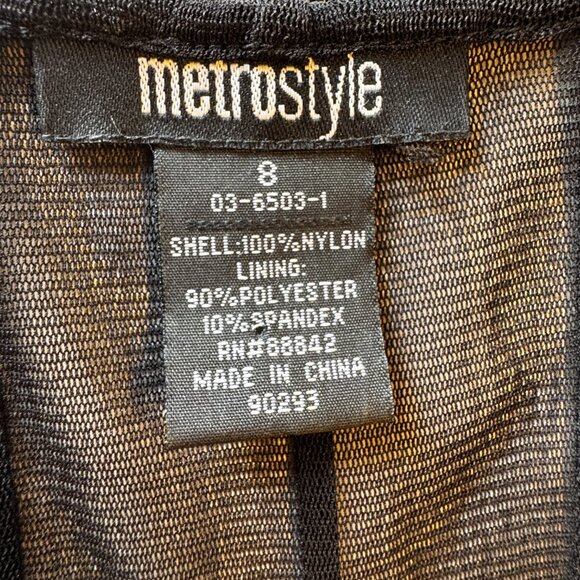 metrostyle
8
03-6503-1
SHELL:100%NYLON
LINING:
90%POLYESTER
10%SPANDEX
RN#88842
MADE IN CHINA
90293